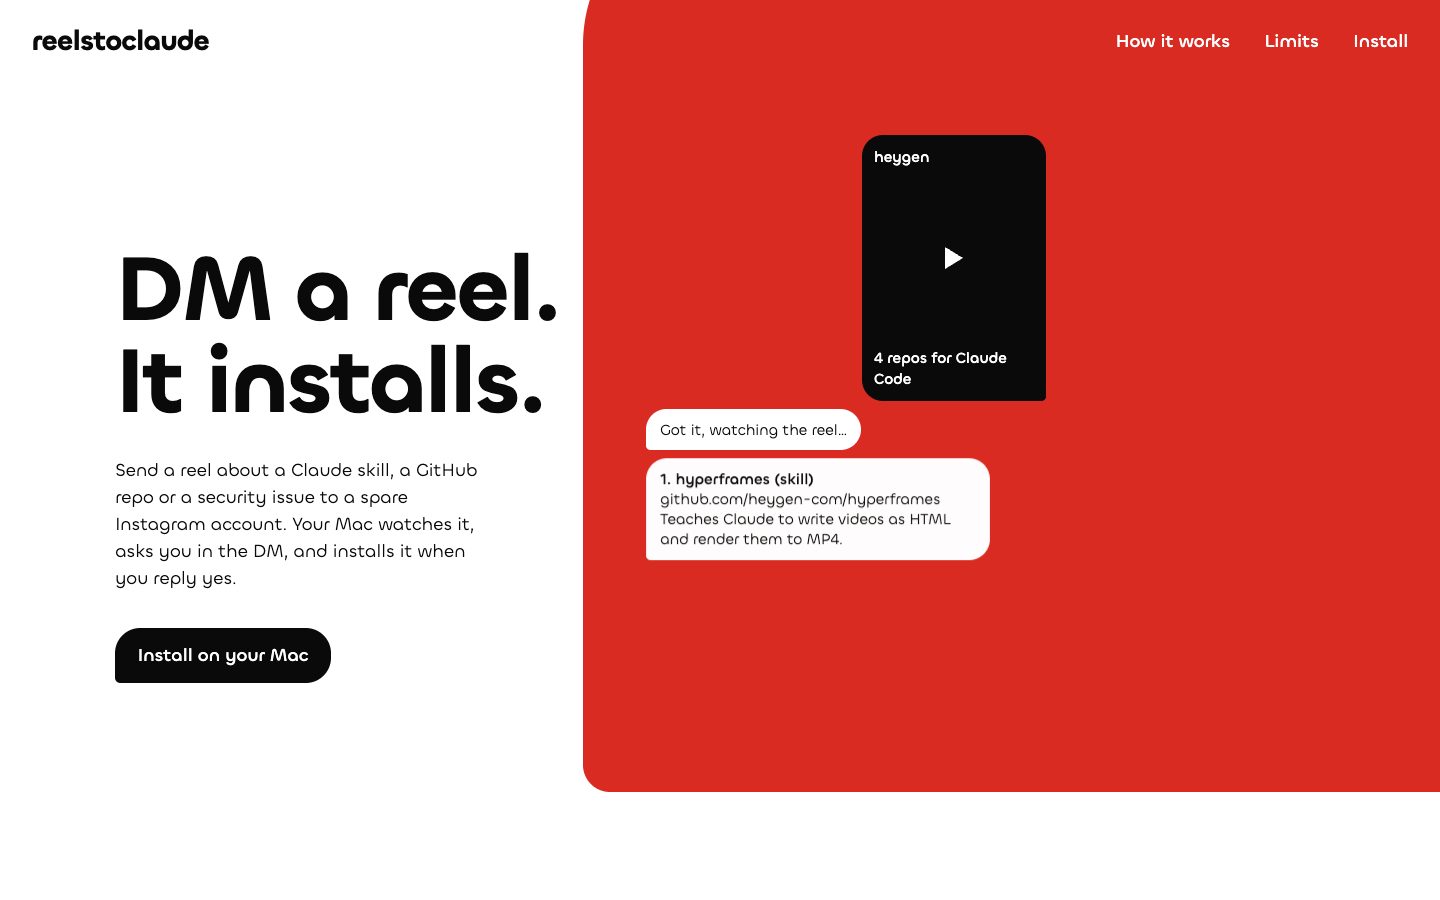 reelstoclaude
How it works
Limits
Install
DM a reel.
It installs.
Send a reel about a Claude skill, a GitHub
repo or a security issue to a spare
Instagram account. Your Mac watches it,
asks you in the DM, and installs it when
you reply yes.
Install on your Mac
heygen
4 repos for Claude
Code
Got it, watching the reel…
1. hyperframes (skill)
github.com/heygen-com/hyperframes
Teaches Claude to write videos as HTML
and render them to MP4.